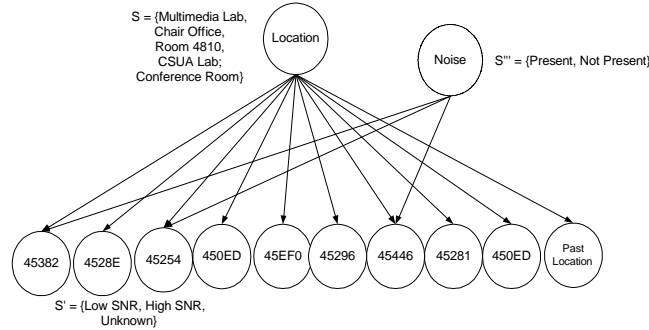 S = {Multimedia Lab,
Chair Office,
Room 4810,
CSUA Lab;
Conference Room}
Location
Noise
S''' = {Present, Not Present}
45382
4528E
45254
450ED
45EF0
45296
45446
45281
450ED
Past
Location
S' = {Low SNR, High SNR,
Unknown}